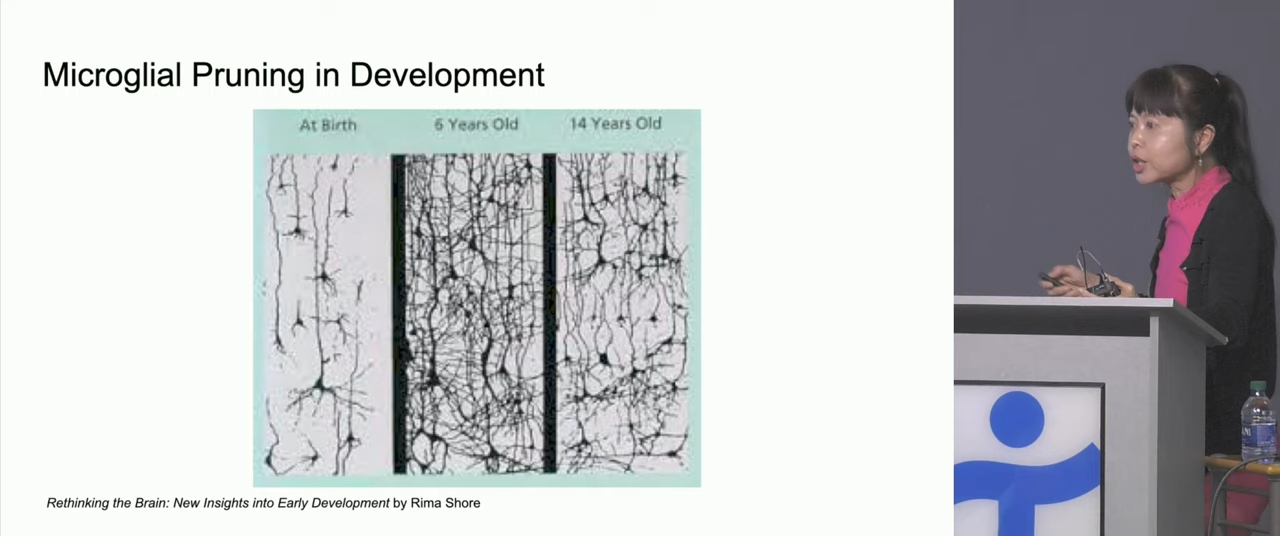 Microglial Pruning in Development
At Birth
6 Years Old
14 Years Old
Rethinking the Brain: New Insights into Early Development by Rima Shore